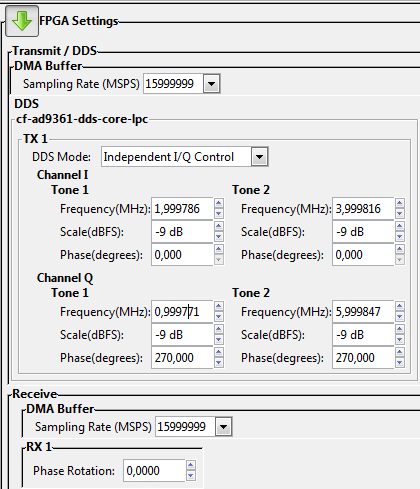 FPGA Settings
Transmit / DDS
DMA Buffer
Sampling Rate (MSPS) 15999999
DDS
cf-ad9361-dds-core-lpc
TX 1
DDS Mode: Independent I/Q Control
Channel I
Tone 1 Tone 2
Frequency(MHz): 1,999786 Frequency(MHz): 3,999816
Scale(dBFS): -9 dB Scale(dBFS): -9 dB
Phase(degrees): 0,000 Phase(degrees): 0,000
Channel Q
Tone 1 Tone 2
Frequency(MHz): 0,999771 Frequency(MHz): 5,999847
Scale(dBFS): -9 dB Scale(dBFS): -9 dB
Phase(degrees): 270,000 Phase(degrees): 270,000
Receive
DMA Buffer
Sampling Rate (MSPS) 15999999
RX 1
Phase Rotation: 0,0000